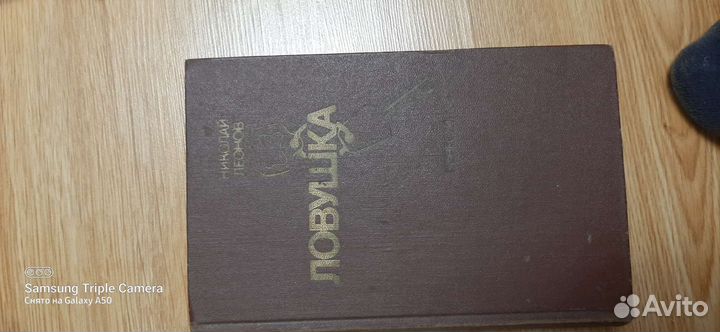 НИКОЛАЙ
ЛЕОНОВ
ЛОВУШКА
Samsung Triple Camera
Снято на Galaxy A50
Avito